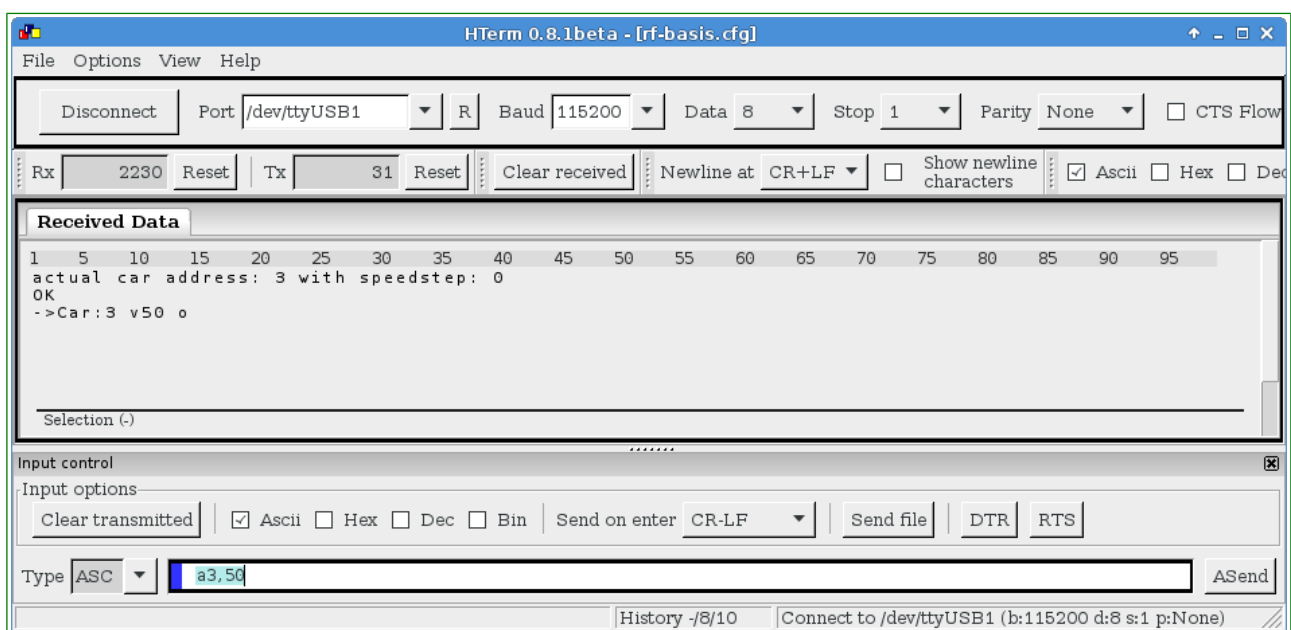 HTerm 0.8.1beta - [rf-basis.cfg]
File Options View Help
Disconnect Port /dev/ttyUSB1 R Baud 115200 Data 8 Stop 1 Parity None CTS Flow
Rx 2230 Reset Tx 31 Reset Clear received Newline at CR+LF Show newline characters Ascii Hex Dec
Received Data
1 5 10 15 20 25 30 35 40 45 50 55 60 65 70 75 80 85 90 95
actual car address: 3 with speedstep: 0
OK
->Car:3 v50 o
Selection (-)
Input control
Input options
Clear transmitted Ascii Hex Dec Bin Send on enter CR-LF Send file DTR RTS
Type ASC a3,50 ASend
History -/8/10 Connect to /dev/ttyUSB1 (b:115200 d:8 s:1 p:None)